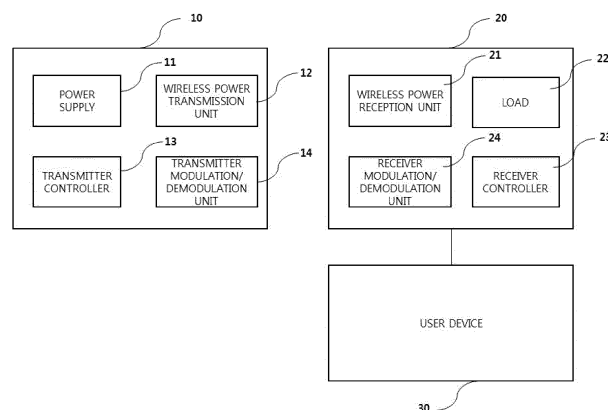 10
20
11
12
21
22
POWER
SUPPLY
WIRELESS POWER
TRANSMISSION
UNIT
WIRELESS POWER
RECEPTION UNIT
LOAD
13
14
24
23
TRANSMITTER
CONTROLLER
TRANSMITTER
MODULATION/
DEMODULATION
UNIT
RECEIVER
MODULATION/
DEMODULATION
UNIT
RECEIVER
CONTROLLER
USER DEVICE
30